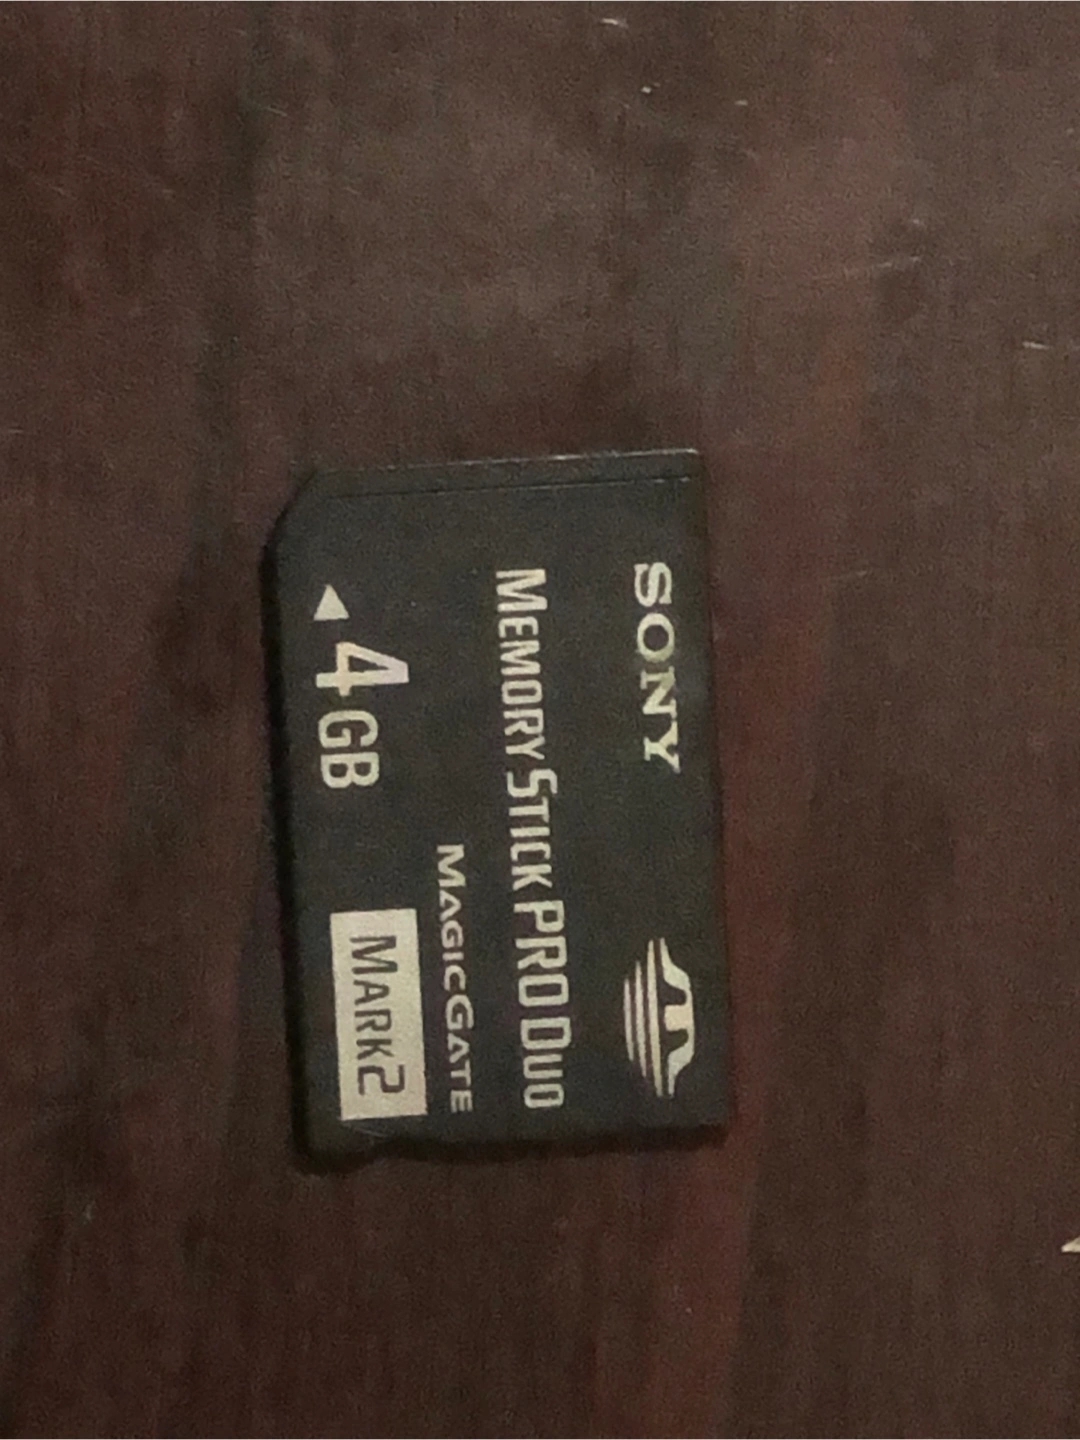 SONY
MEMORY STICK PRO DUO
MAGICGATE
4 GB
MARK2